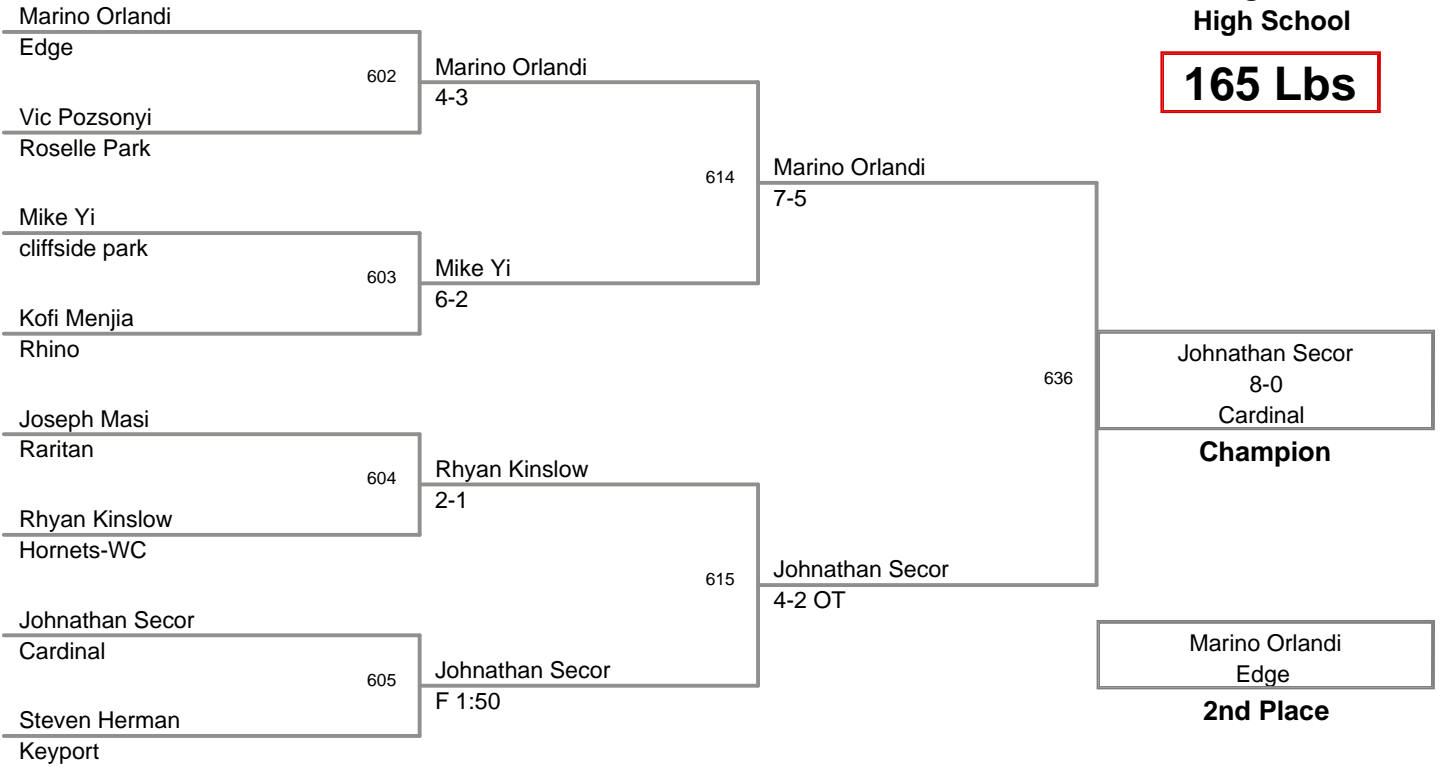 High School
165 Lbs
Marino Orlandi
Edge
602
Marino Orlandi
4-3
Vic Pozsonyi
Roselle Park
614
Marino Orlandi
7-5
Mike Yi
cliffside park
603
Mike Yi
6-2
Kofi Menjia
Rhino
636
Johnathan Secor
8-0
Cardinal
Champion
Joseph Masi
Raritan
604
Rhyan Kinslow
2-1
Rhyan Kinslow
Hornets-WC
615
Johnathan Secor
4-2 OT
Johnathan Secor
Cardinal
605
Johnathan Secor
F 1:50
Steven Herman
Keyport
Marino Orlandi
Edge
2nd Place